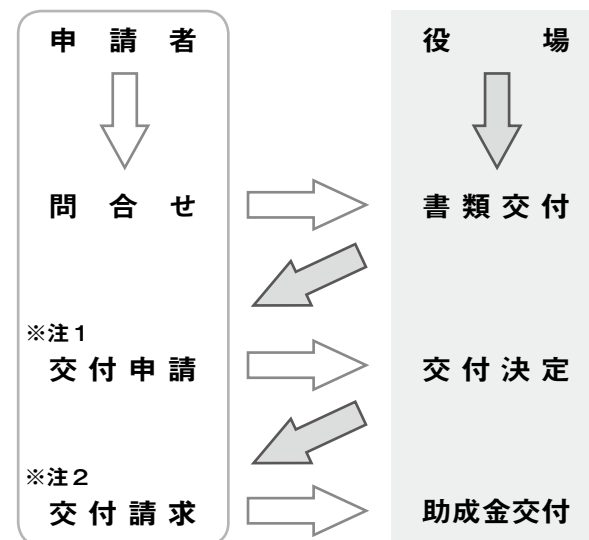 申請者
役場
問合せ
書類交付
※注1
交付申請
交付決定
※注2
交付請求
助成金交付